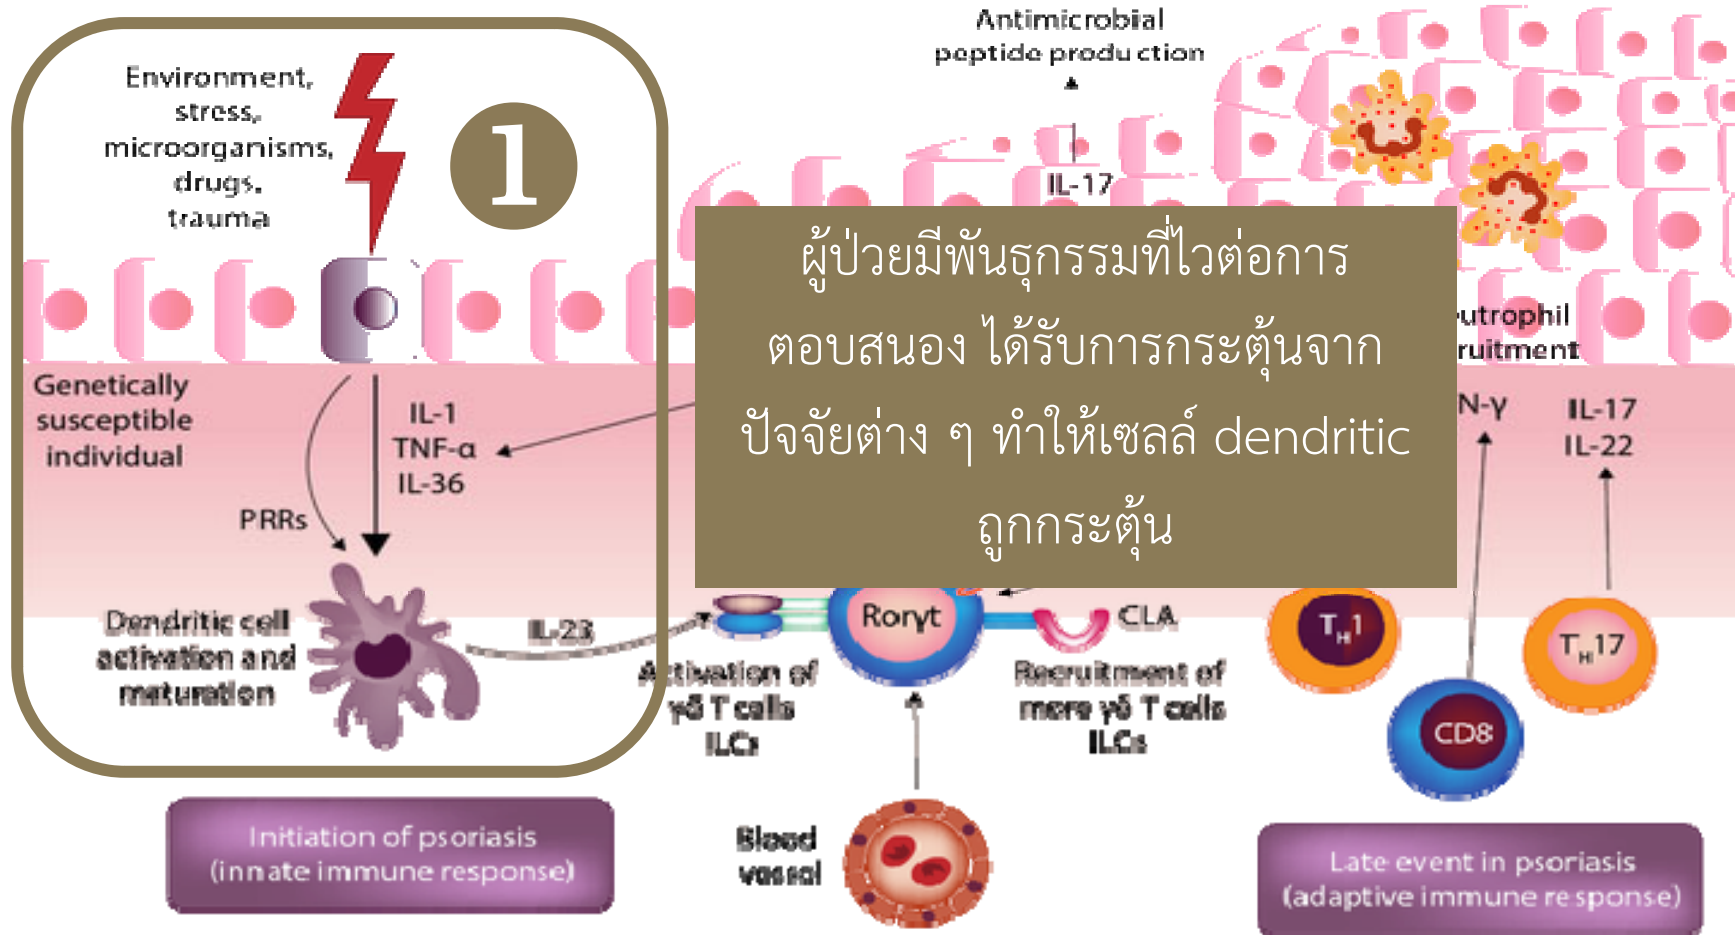 Environment,
stress,
microorganisms,
drugs,
trauma
1
Genetically
susceptible
individual
IL-1
TNF-α
IL-36
PRRs
Dendritic cell
activation and
maturation
IL-23
Initiation of psoriasis
(innate immune response)
Antimicrobial
peptide production
IL-17
ผู้ป่วยมีพันธุกรรมที่ไวต่อการ
ตอบสนอง ได้รับการกระตุ้นจาก
ปัจจัยต่าง ๆ ทำให้เซลล์ dendritic
ถูกกระตุ้น
Activation of
γδ T cells
ILCs
Rorγt
CLA
Recruitment of
more γδ T cells
ILCs
Blood
vessel
utrophil
ruitment
N-γ
IL-17
IL-22
TH1
CD8
TH17
Late event in psoriasis
(adaptive immune response)